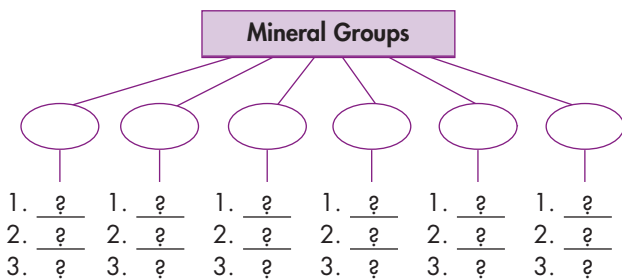 Mineral Groups
1. ? 1. ? 1. ? 1. ? 1. ? 1. ?
2. ? 2. ? 2. ? 2. ? 2. ? 2. ?
3. ? 3. ? 3. ? 3. ? 3. ? 3. ?